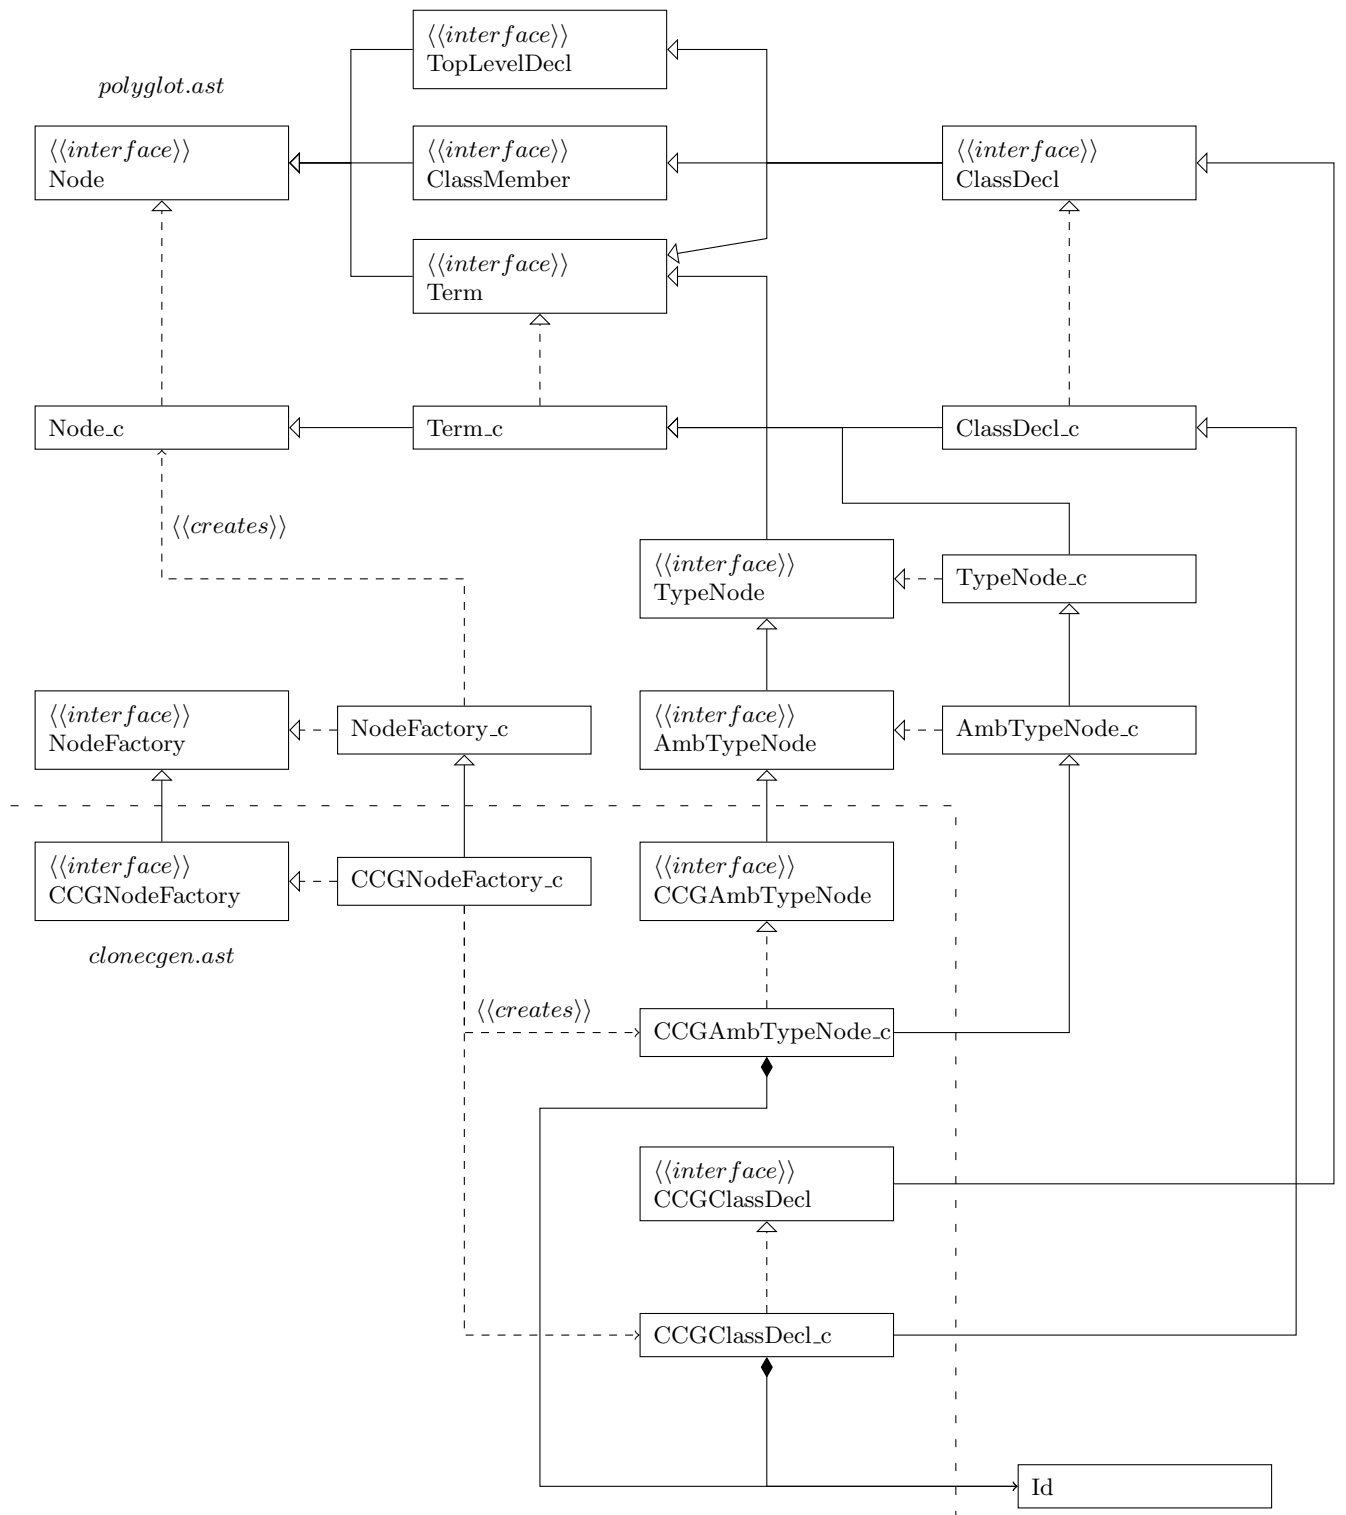 ⟨⟨interface⟩⟩
TopLevelDecl
polyglot.ast
⟨⟨interface⟩⟩
Node
⟨⟨interface⟩⟩
ClassMember
⟨⟨interface⟩⟩
ClassDecl
⟨⟨interface⟩⟩
Term
Node_c
Term_c
ClassDecl_c
⟨⟨creates⟩⟩
⟨⟨interface⟩⟩
TypeNode
TypeNode_c
⟨⟨interface⟩⟩
NodeFactory
NodeFactory_c
⟨⟨interface⟩⟩
AmbTypeNode
AmbTypeNode_c
⟨⟨interface⟩⟩
CCGNodeFactory
CCGNodeFactory_c
⟨⟨interface⟩⟩
CCGAmbTypeNode
clonecgen.ast
⟨⟨creates⟩⟩
CCGAmbTypeNode_c
⟨⟨interface⟩⟩
CCGClassDecl
CCGClassDecl_c
Id